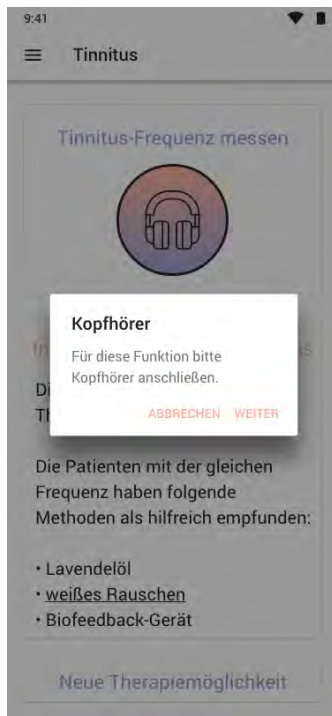 9:41
Tinnitus
Tinnitus-Frequenz messen
Kopfhörer
Für diese Funktion bitte
Kopfhörer anschließen.
ABBRECHEN WEITER
Die Patienten mit der gleichen
Frequenz haben folgende
Methoden als hilfreich empfunden:
• Lavendelöl
• weißes Rauschen
• Biofeedback-Gerät
Neue Therapiemöglichkeit